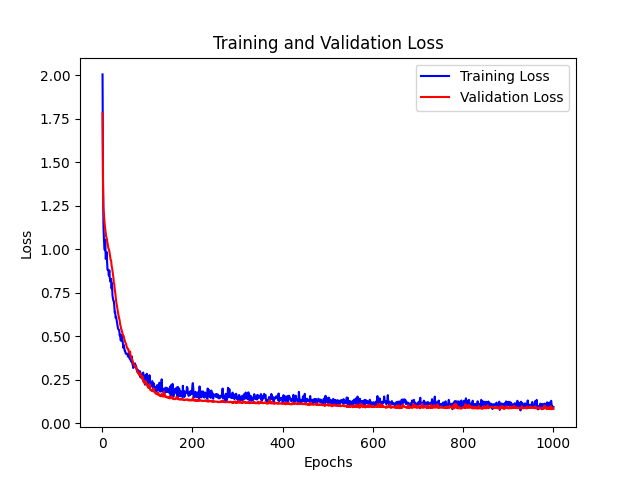 Training and Validation Loss
Training Loss
Validation Loss
Loss
2.00
1.75
1.50
1.25
1.00
0.75
0.50
0.25
0.00
0 200 400 600 800 1000
Epochs